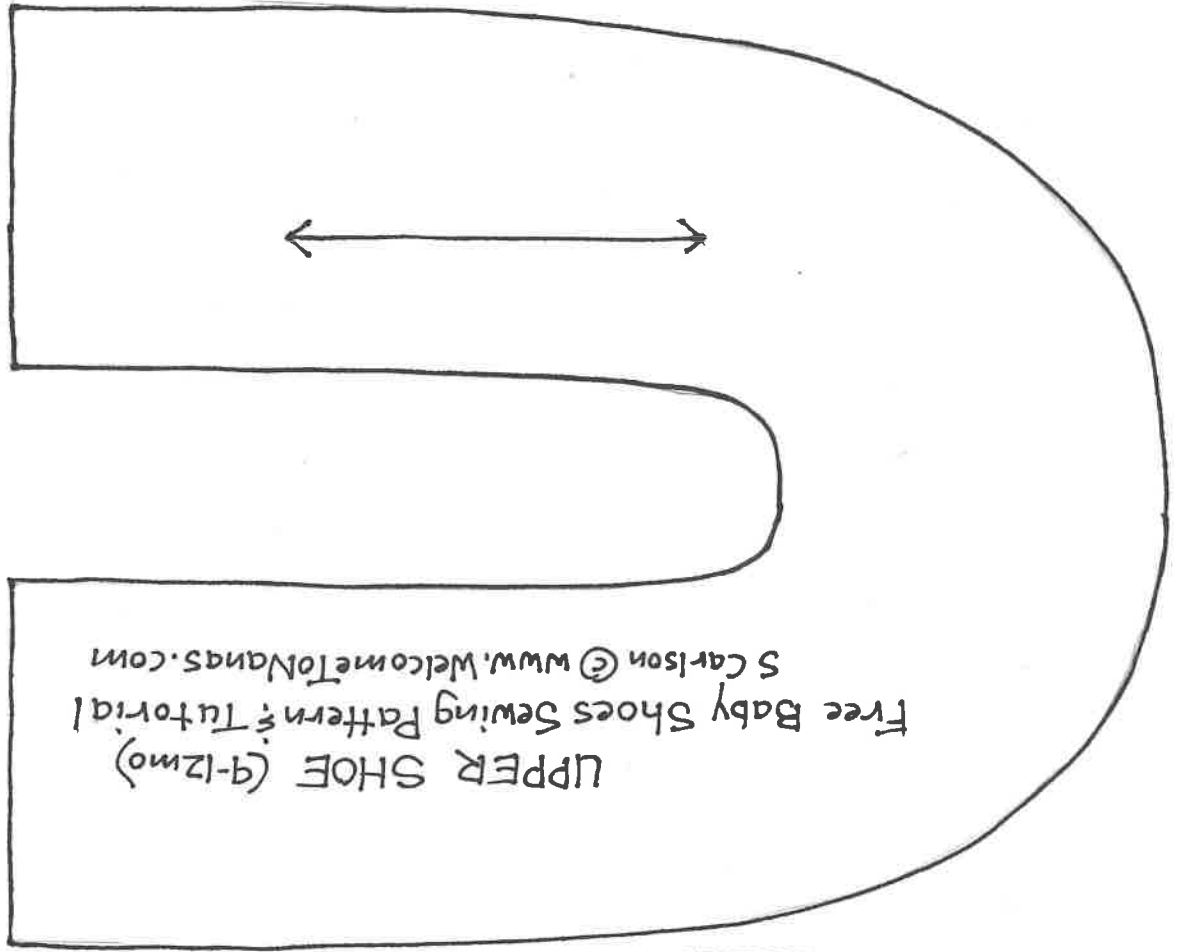 UPPER SHOE (9-12mo)
Free Baby Shoes Sewing Pattern & Tutorial
S Carlson © www.WelcomeToNanas.com